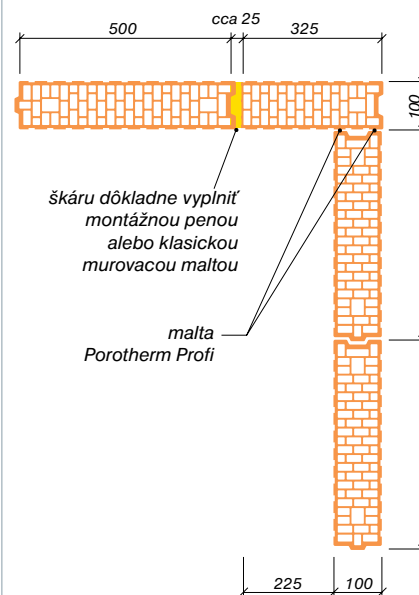 500
cca 25
325
100
škáru dôkladne vyplniť
montážnou penou
alebo klasickou
murovacou maltou
malta
Porotherm Profi
225
100